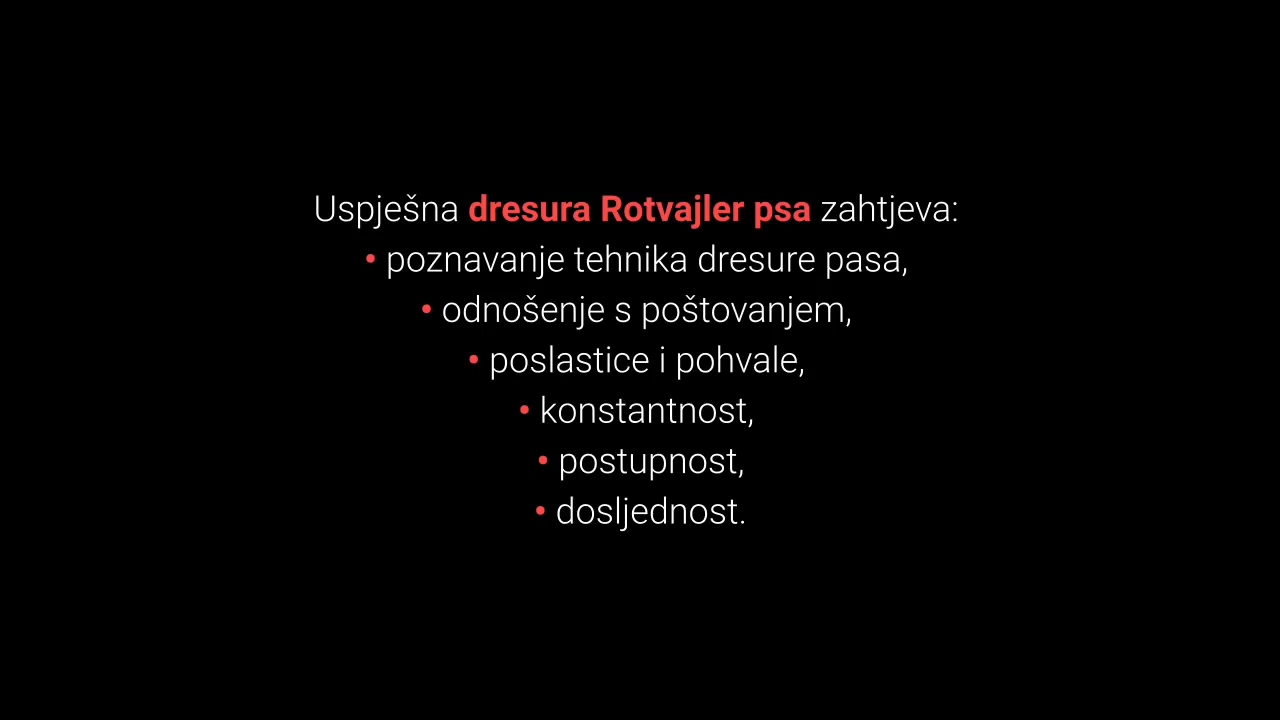 Uspješna dresura Rotvajler psa zahtjeva:
• poznavanje tehnika dresure pasa,
• odnošenje s poštovanjem,
• poslastice i pohvale,
• konstantnost,
• postupnost,
• dosljednost.